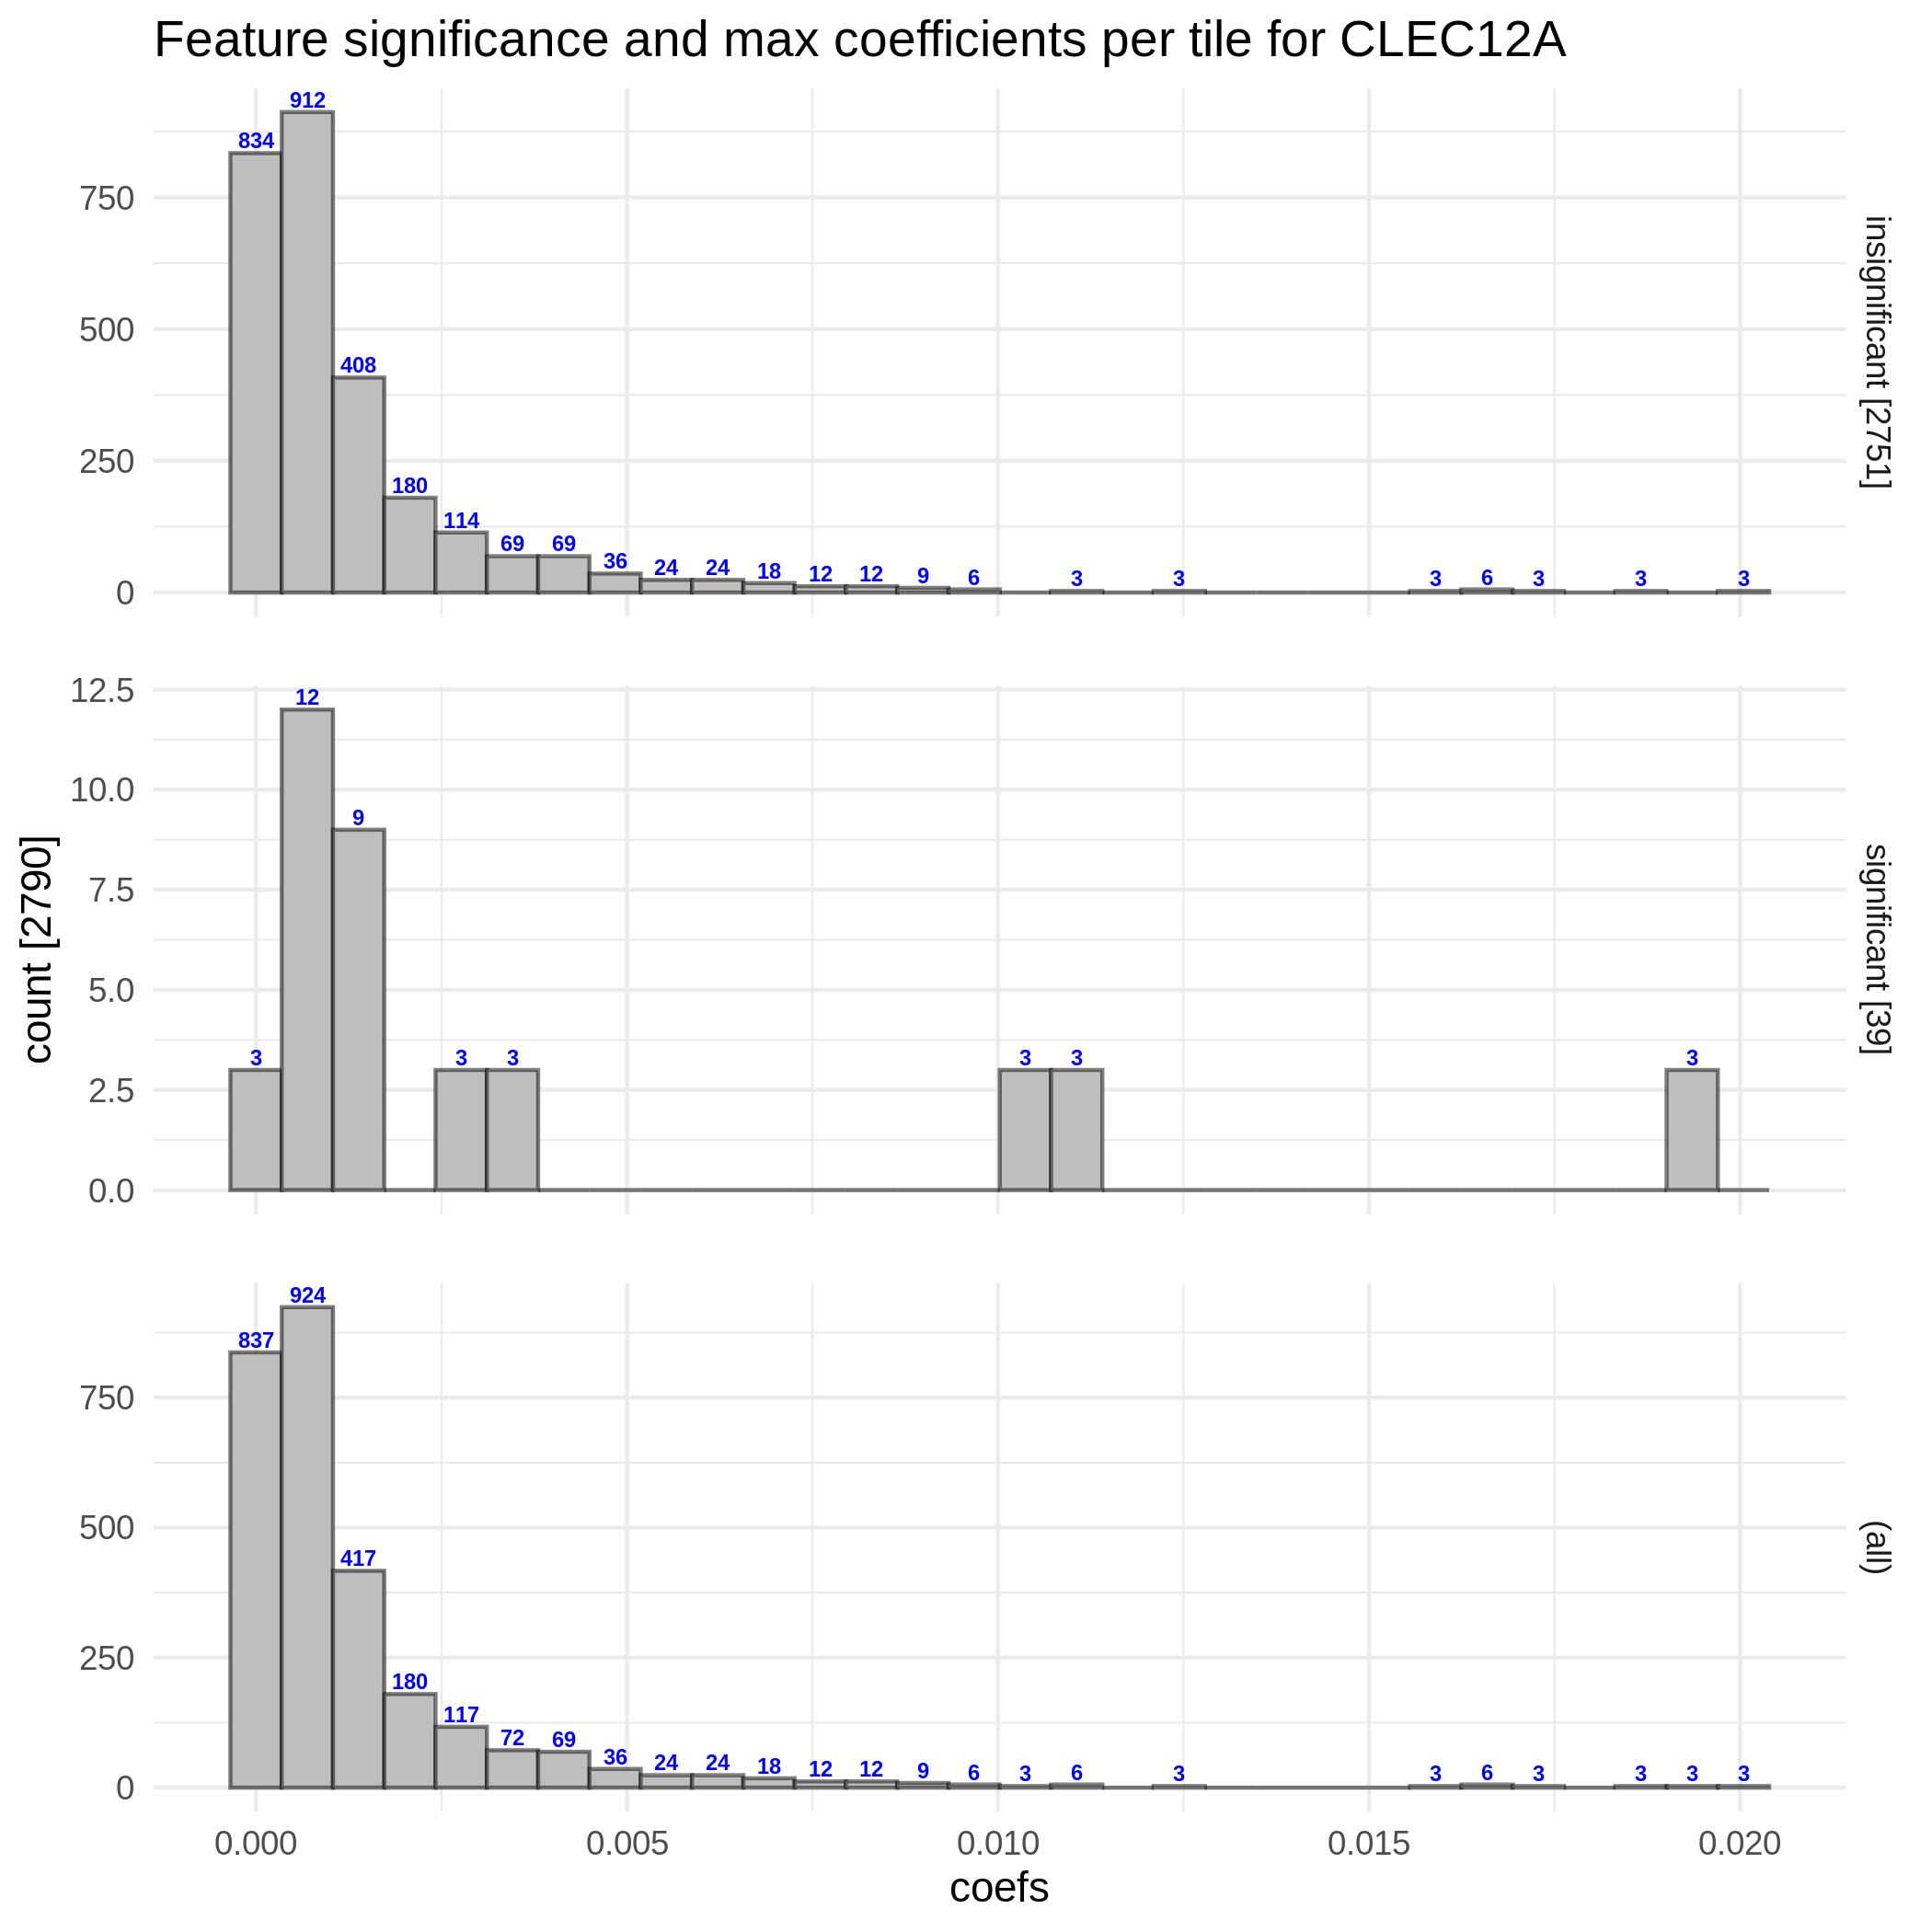 Feature significance and max coefficients per tile for CLEC12A
834 912 408 180 114 69 69 36 24 24 18 12 12 9 6 3 3 3 6 3 3 3
750
500
250
0
insignificant [2751]
3 12 9 3 3 3 3 3
12.5
10.0
7.5
5.0
2.5
0.0
significant [39]
count [2790]
837 924 417 180 117 72 69 36 24 24 18 12 12 9 6 3 6 3 3 6 3 3 3 3
750
500
250
0
(all)
0.000 0.005 0.010 0.015 0.020
coefs